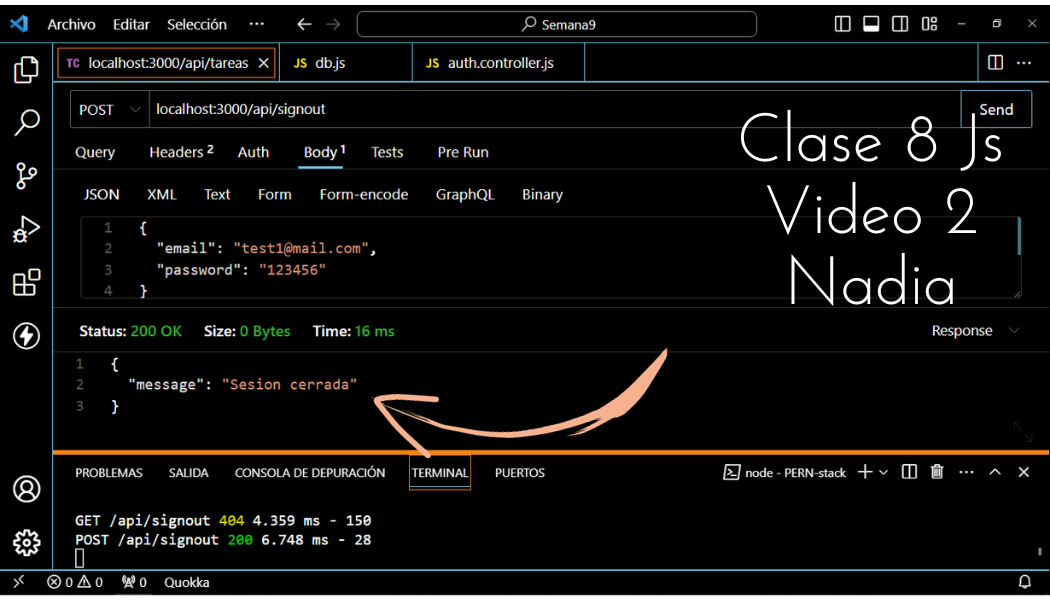 Archivo Editar Selección ··· Semana9
TC localhost:3000/api/tareas JS db.js JS auth.controller.js
POST localhost:3000/api/signout Send
Query Headers 2 Auth Body 1 Tests Pre Run
JSON XML Text Form Form-encode GraphQL Binary
Clase 8 Js
Video 2
Nadia
1 {
2 "email": "test1@mail.com",
3 "password": "123456"
4 }
Status: 200 OK Size: 0 Bytes Time: 16 ms Response
1 {
2 "message": "Sesion cerrada"
3 }
PROBLEMAS SALIDA CONSOLA DE DEPURACIÓN TERMINAL PUERTOS node - PERN-stack
GET /api/signout 404 4.359 ms - 150
POST /api/signout 200 6.748 ms - 28
0 0 0 Quokka